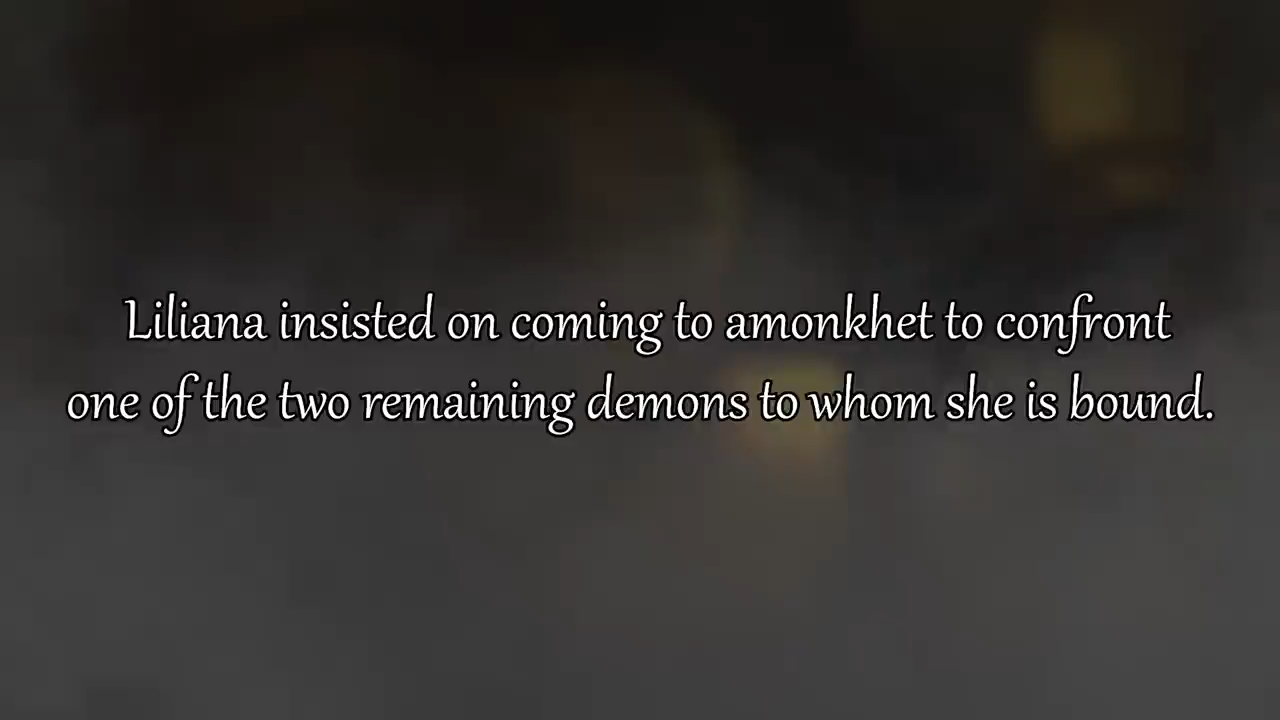 Liliana insisted on coming to amonkhet to confront
one of the two remaining demons to whom she is bound.